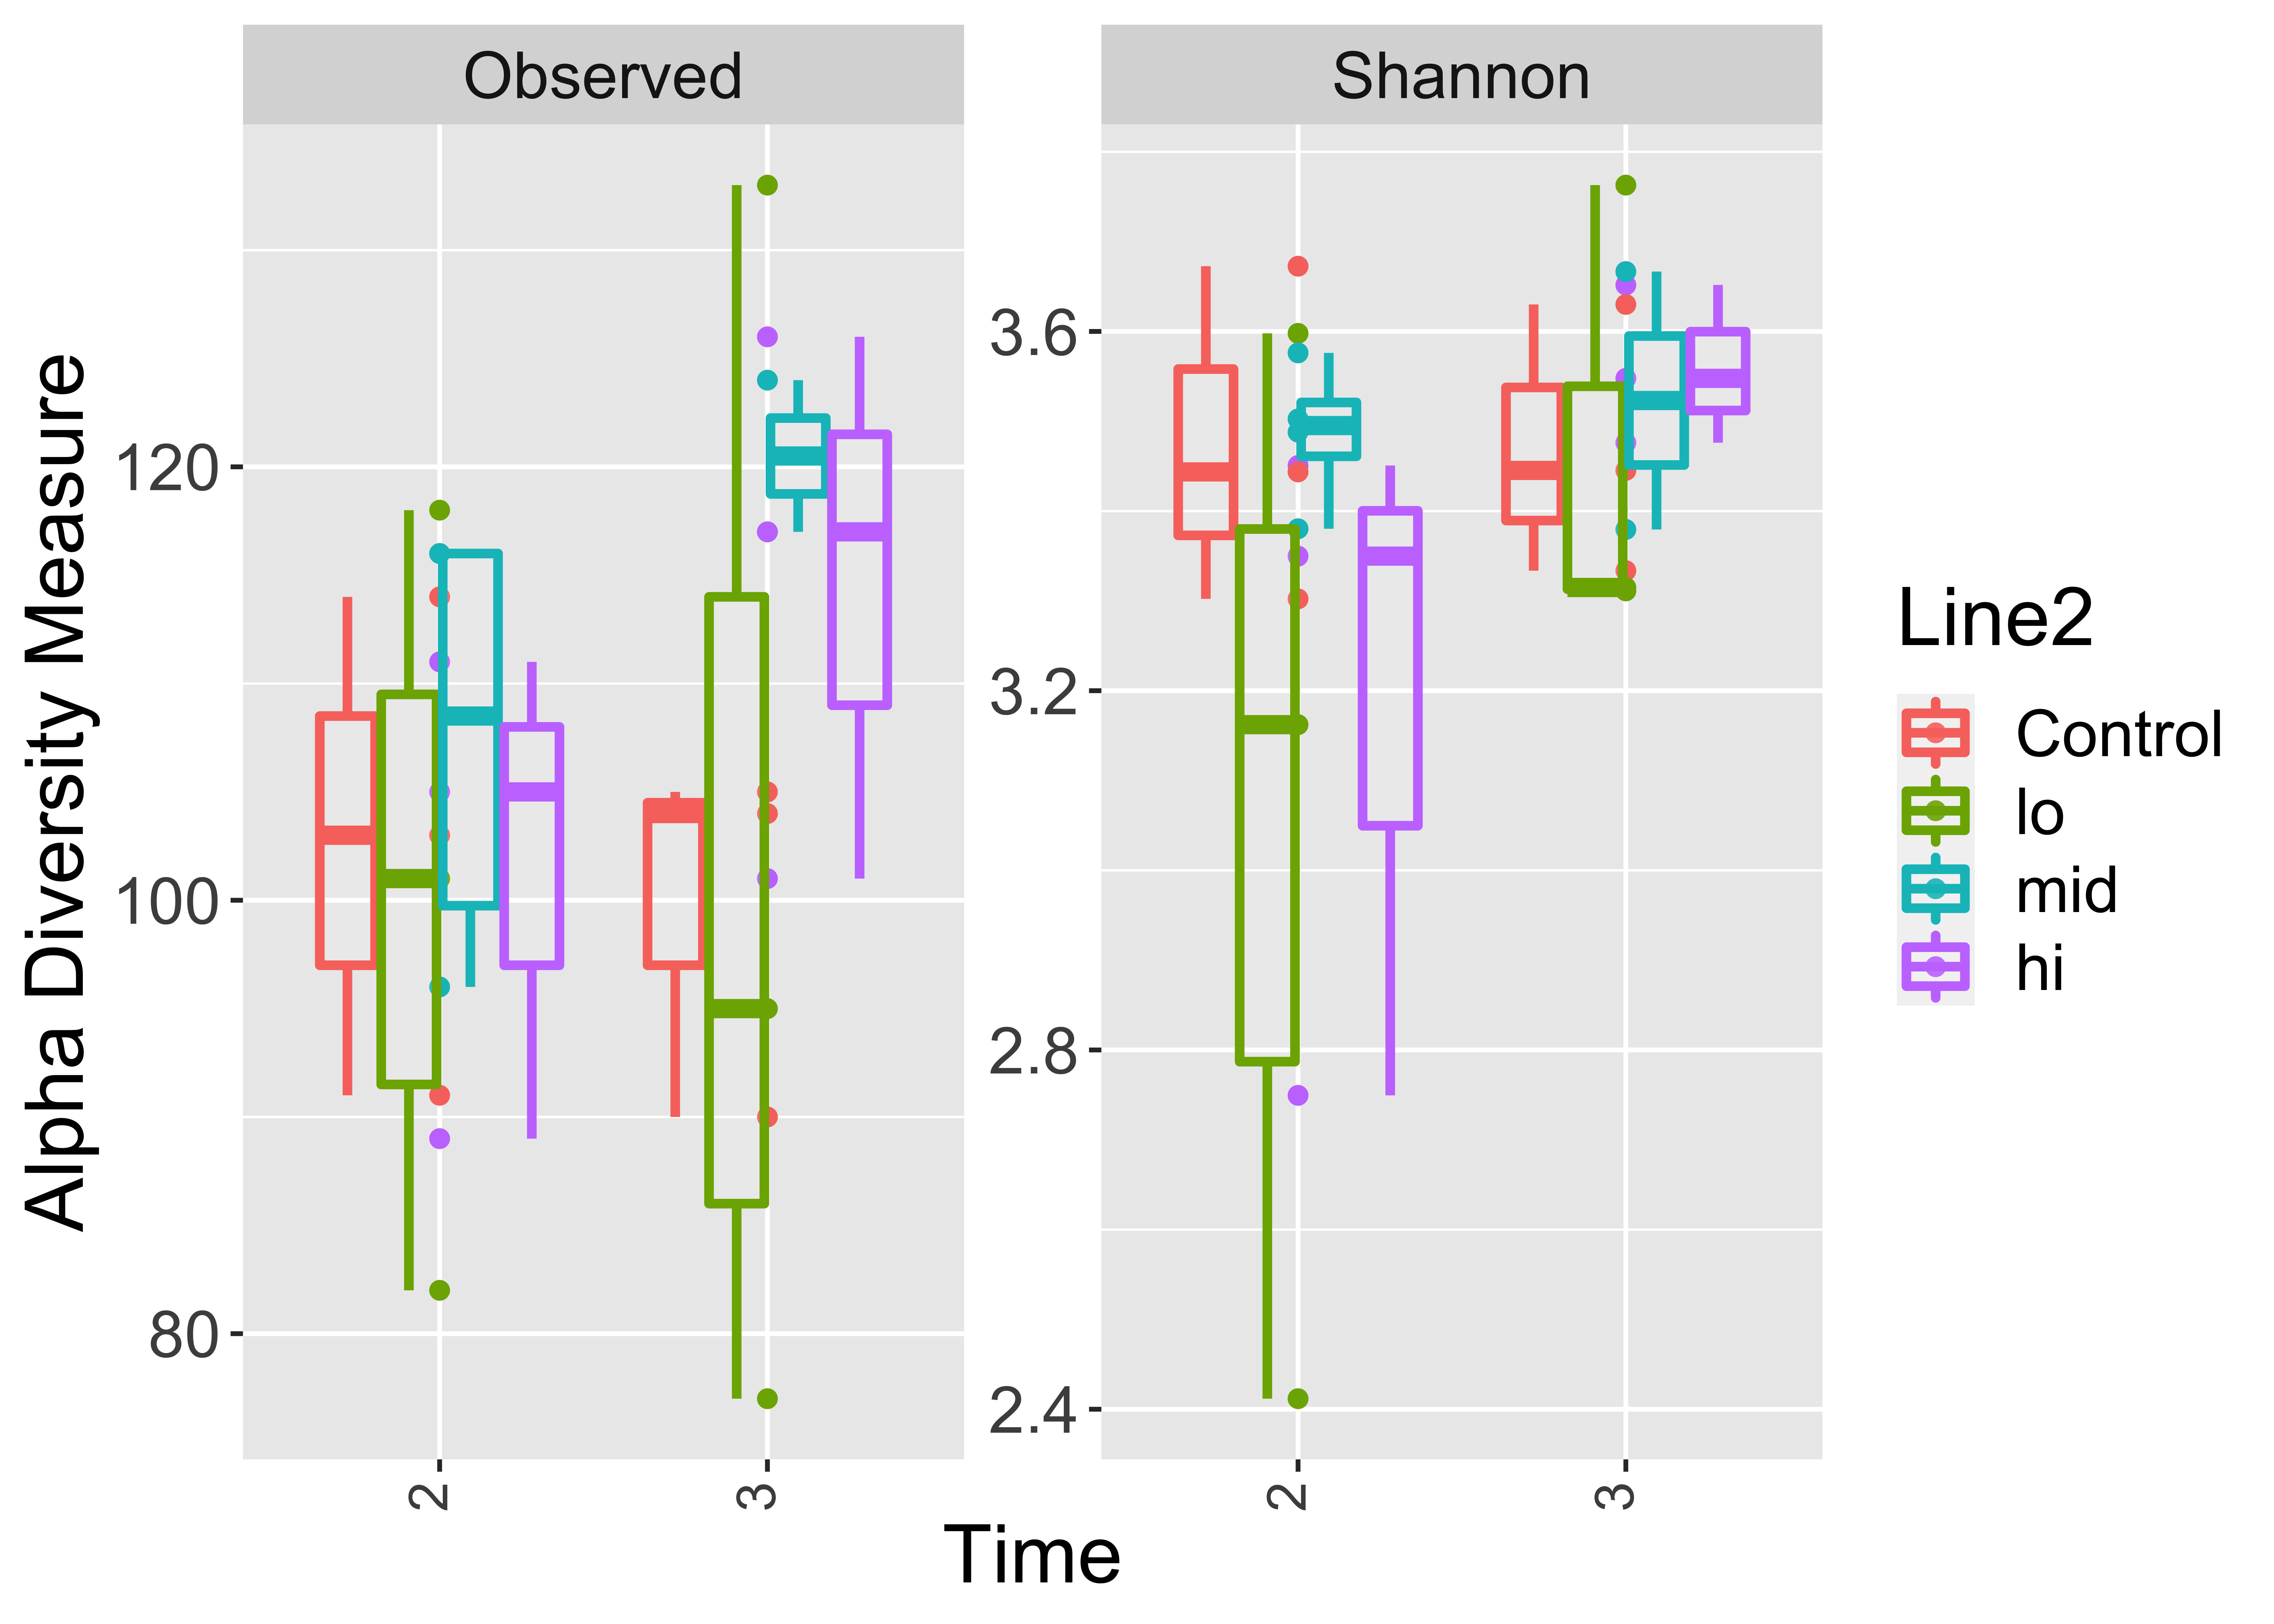 Observed
Shannon
Alpha Diversity Measure
120
100
80
3.6
3.2
2.8
2.4
2
3
2
3
Time
Line2
Control
lo
mid
hi